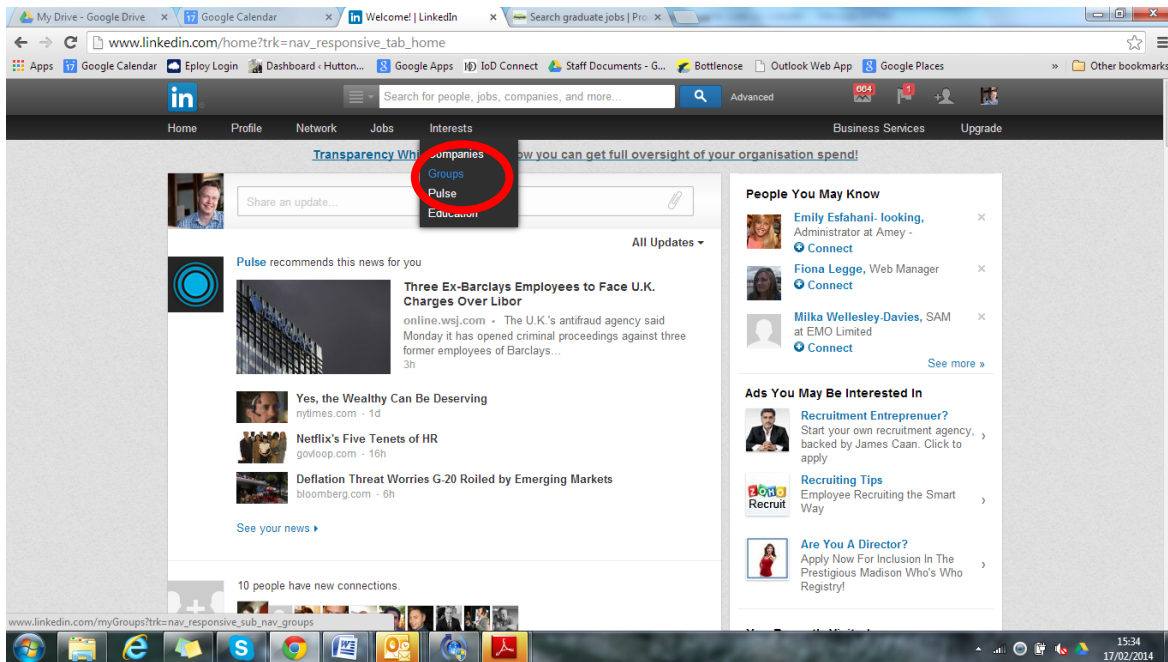 My Drive - Google Drive
Google Calendar
Welcome! | LinkedIn
Search graduate jobs | Pro
www.linkedin.com/home?trk=nav_responsive_tab_home
Apps 17 Google Calendar Eploy Login Dashboard ‹ Hutton... 8 Google Apps IoD Connect Staff Documents - G... Bottlenose Outlook Web App 8 Google Places » Other bookmarks
in Search for people, jobs, companies, and more... Advanced 664 1
Home Profile Network Jobs Interests Business Services Upgrade
Transparency Whi ow you can get full oversight of your organisation spend!
Companies
Groups
Pulse
Education
Share an update...
All Updates
Pulse recommends this news for you
Three Ex-Barclays Employees to Face U.K.
Charges Over Libor
online.wsj.com - The U.K.'s antifraud agency said
Monday it has opened criminal proceedings against three
former employees of Barclays...
3h
Yes, the Wealthy Can Be Deserving
nytimes.com - 1d
Netflix's Five Tenets of HR
govloop.com - 16h
Deflation Threat Worries G-20 Roiled by Emerging Markets
bloomberg.com - 6h
See your news
10 people have new connections.
People You May Know
Emily Esfahani- looking,
Administrator at Amey -
Connect
Fiona Legge, Web Manager
Connect
Milka Wellesley-Davies, SAM
at EMO Limited
Connect
See more »
Ads You May Be Interested In
Recruitment Entreprenuer?
Start your own recruitment agency,
backed by James Caan. Click to
apply
ZOHO
Recruit
Recruiting Tips
Employee Recruiting the Smart
Way
Are You A Director?
Apply Now For Inclusion In The
Prestigious Madison Who's Who
Registry!
www.linkedin.com/myGroups?trk=nav_responsive_sub_nav_groups
15:34
17/02/2014